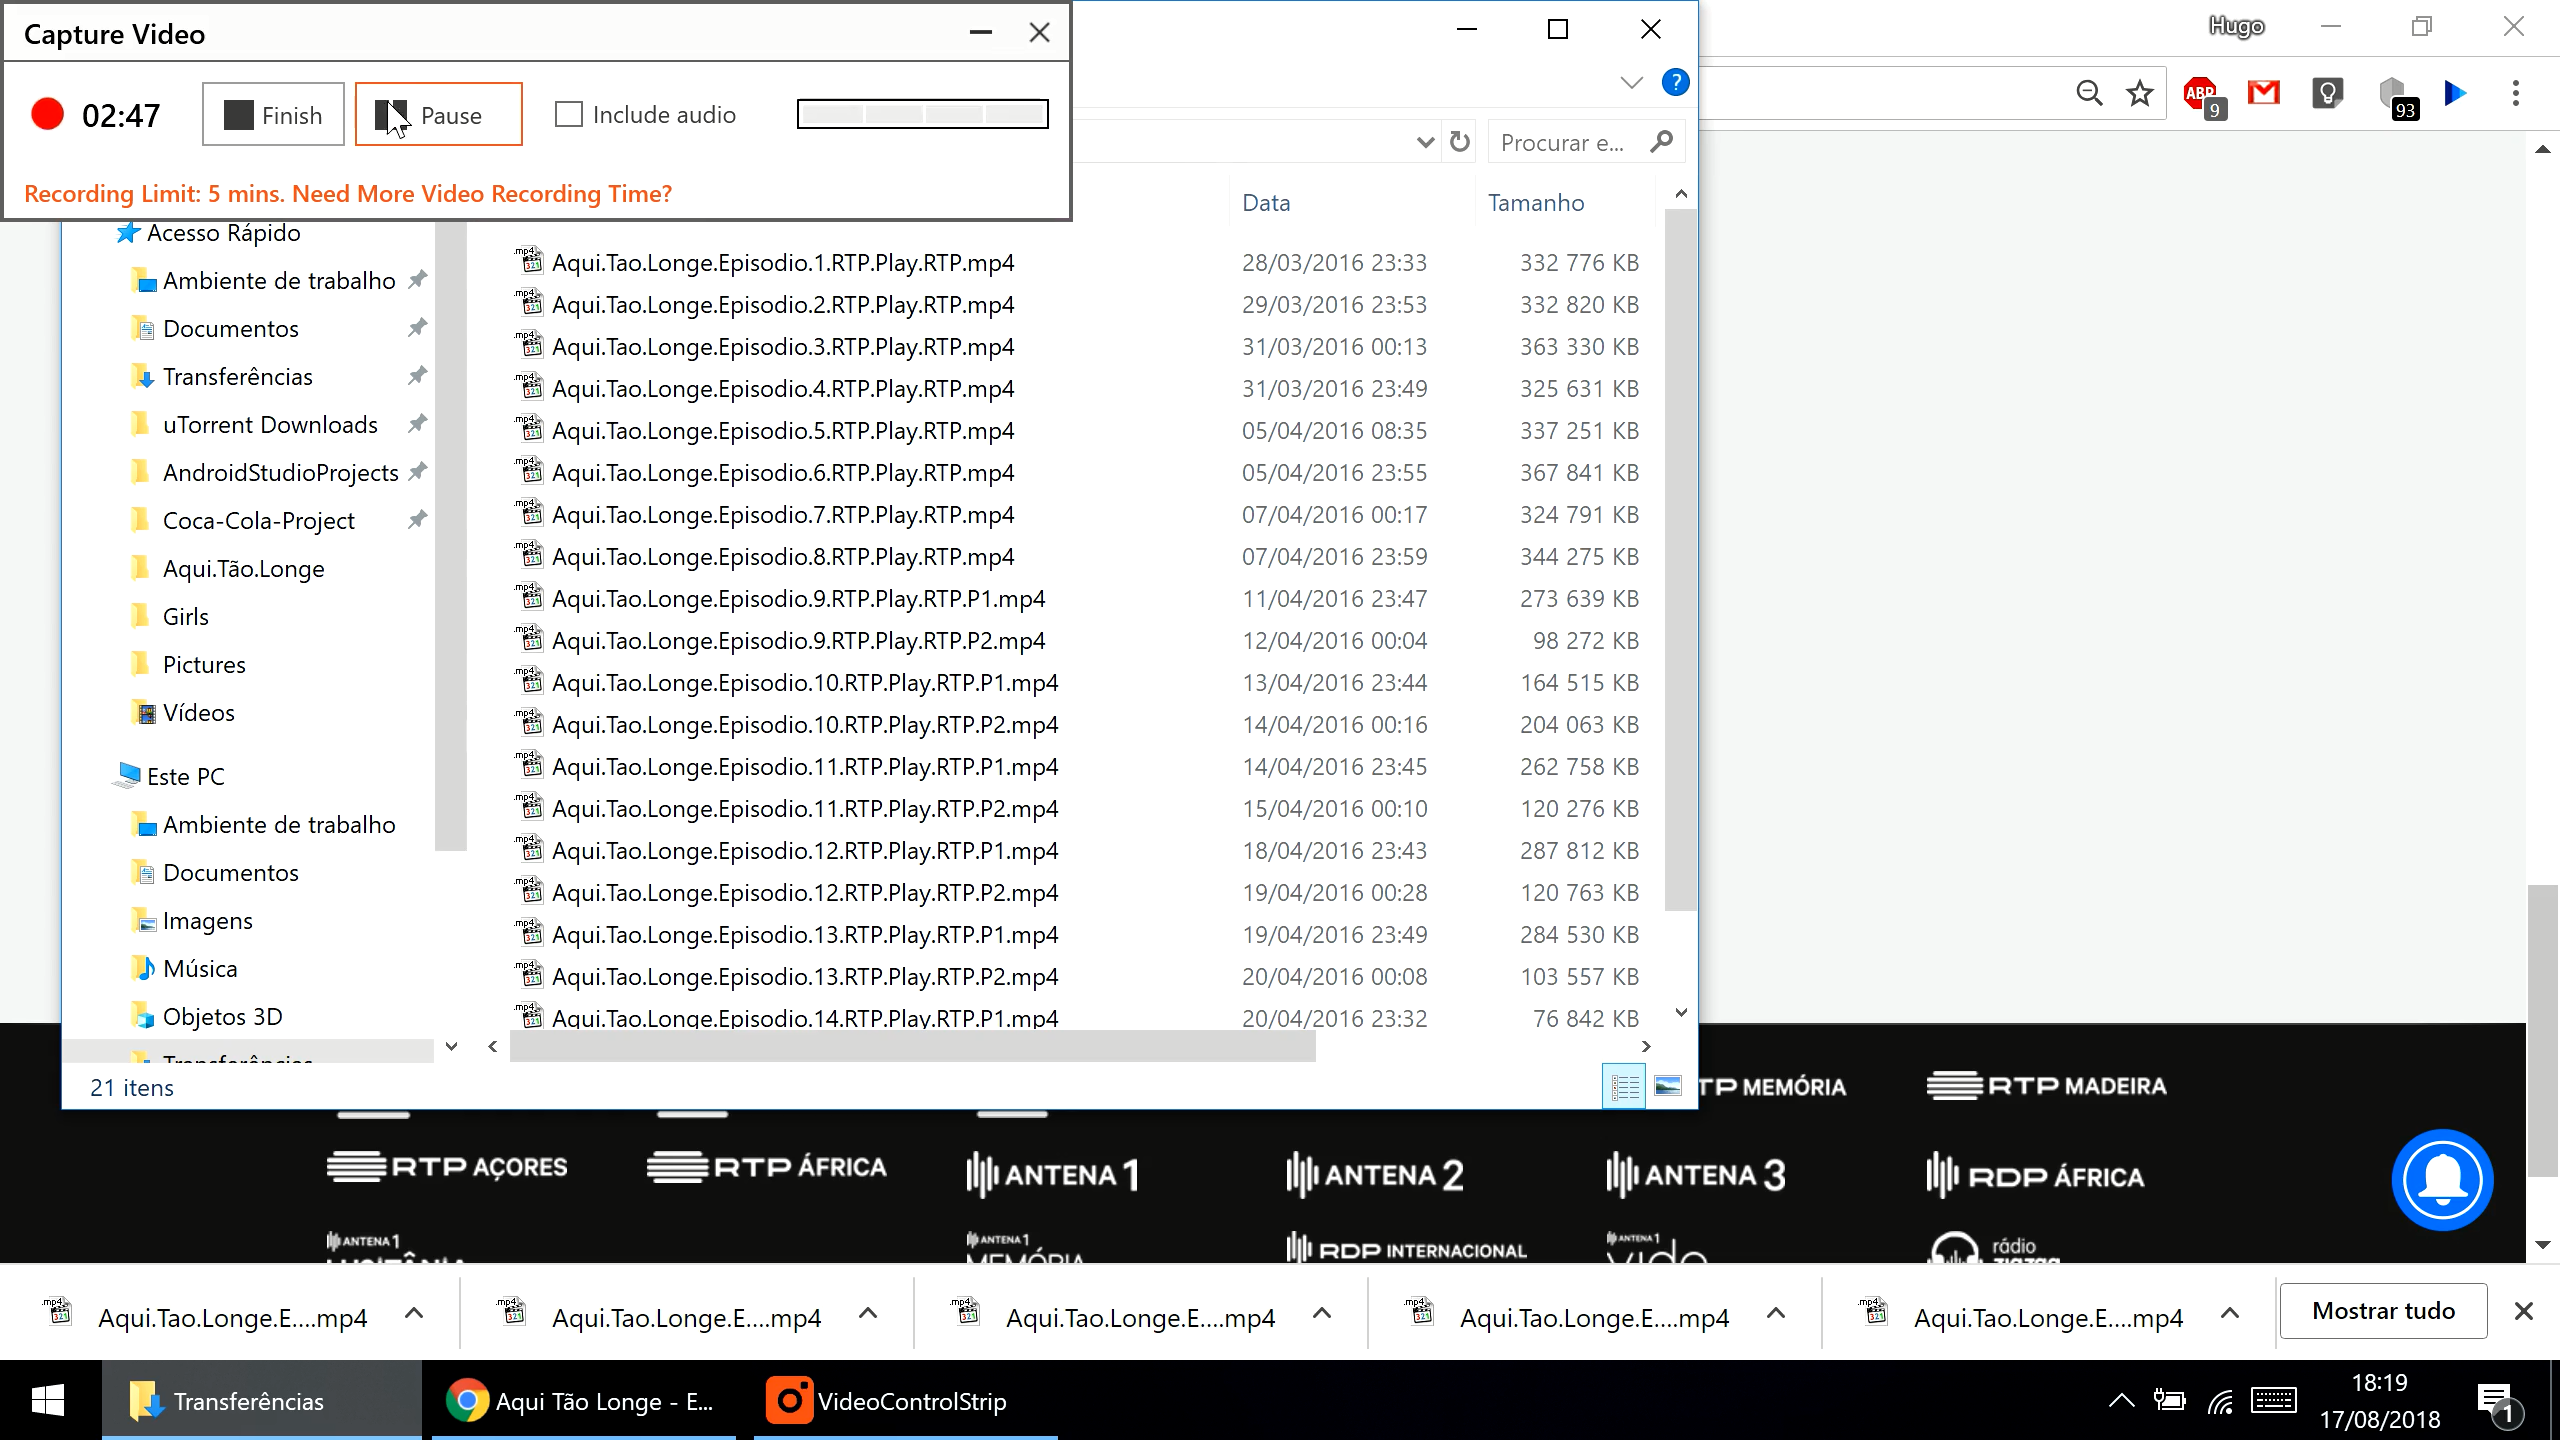 Capture Video
02:47
Finish
Pause
Include audio
Recording Limit: 5 mins. Need More Video Recording Time?
Hugo
ABP
9
93
?
Procurar e...
Data
Tamanho
Acesso Rápido
Ambiente de trabalho
Documentos
Transferências
uTorrent Downloads
AndroidStudioProjects
Coca-Cola-Project
Aqui.Tão.Longe
Girls
Pictures
Vídeos
Este PC
Ambiente de trabalho
Documentos
Imagens
Música
Objetos 3D
Transferências
Aqui.Tao.Longe.Episodio.1.RTP.Play.RTP.mp4 28/03/2016 23:33 332 776 KB
Aqui.Tao.Longe.Episodio.2.RTP.Play.RTP.mp4 29/03/2016 23:53 332 820 KB
Aqui.Tao.Longe.Episodio.3.RTP.Play.RTP.mp4 31/03/2016 00:13 363 330 KB
Aqui.Tao.Longe.Episodio.4.RTP.Play.RTP.mp4 31/03/2016 23:49 325 631 KB
Aqui.Tao.Longe.Episodio.5.RTP.Play.RTP.mp4 05/04/2016 08:35 337 251 KB
Aqui.Tao.Longe.Episodio.6.RTP.Play.RTP.mp4 05/04/2016 23:55 367 841 KB
Aqui.Tao.Longe.Episodio.7.RTP.Play.RTP.mp4 07/04/2016 00:17 324 791 KB
Aqui.Tao.Longe.Episodio.8.RTP.Play.RTP.mp4 07/04/2016 23:59 344 275 KB
Aqui.Tao.Longe.Episodio.9.RTP.Play.RTP.P1.mp4 11/04/2016 23:47 273 639 KB
Aqui.Tao.Longe.Episodio.9.RTP.Play.RTP.P2.mp4 12/04/2016 00:04 98 272 KB
Aqui.Tao.Longe.Episodio.10.RTP.Play.RTP.P1.mp4 13/04/2016 23:44 164 515 KB
Aqui.Tao.Longe.Episodio.10.RTP.Play.RTP.P2.mp4 14/04/2016 00:16 204 063 KB
Aqui.Tao.Longe.Episodio.11.RTP.Play.RTP.P1.mp4 14/04/2016 23:45 262 758 KB
Aqui.Tao.Longe.Episodio.11.RTP.Play.RTP.P2.mp4 15/04/2016 00:10 120 276 KB
Aqui.Tao.Longe.Episodio.12.RTP.Play.RTP.P1.mp4 18/04/2016 23:43 287 812 KB
Aqui.Tao.Longe.Episodio.12.RTP.Play.RTP.P2.mp4 19/04/2016 00:28 120 763 KB
Aqui.Tao.Longe.Episodio.13.RTP.Play.RTP.P1.mp4 19/04/2016 23:49 284 530 KB
Aqui.Tao.Longe.Episodio.13.RTP.Play.RTP.P2.mp4 20/04/2016 00:08 103 557 KB
Aqui.Tao.Longe.Episodio.14.RTP.Play.RTP.P1.mp4 20/04/2016 23:32 76 842 KB
21 itens
TP MEMÓRIA
RTP MADEIRA
RTP AÇORES
RTP ÁFRICA
ANTENA 1
ANTENA 2
ANTENA 3
RDP ÁFRICA
ANTENA 1
LUSITÂNIA
ANTENA 1
MEMÓRIA
RDP INTERNACIONAL
ANTENA 1
vida
rádio
zigzag
Aqui.Tao.Longe.E....mp4
Aqui.Tao.Longe.E....mp4
Aqui.Tao.Longe.E....mp4
Aqui.Tao.Longe.E....mp4
Aqui.Tao.Longe.E....mp4
Mostrar tudo
Transferências
Aqui Tão Longe - E...
VideoControlStrip
18:19
17/08/2018
1